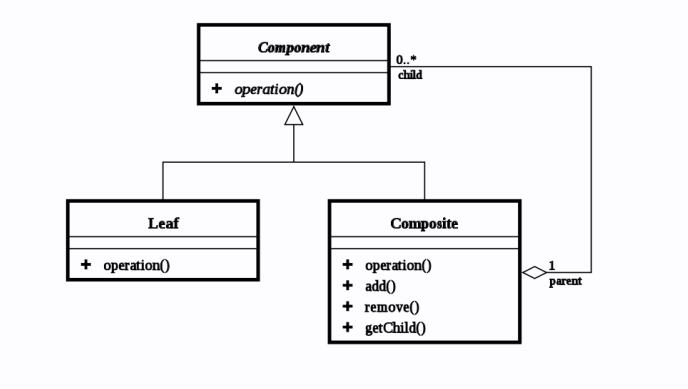 Component
+ operation()
0..*
child
Leaf
+ operation()
Composite
+ operation()
+ add()
+ remove()
+ getChild()
1
parent